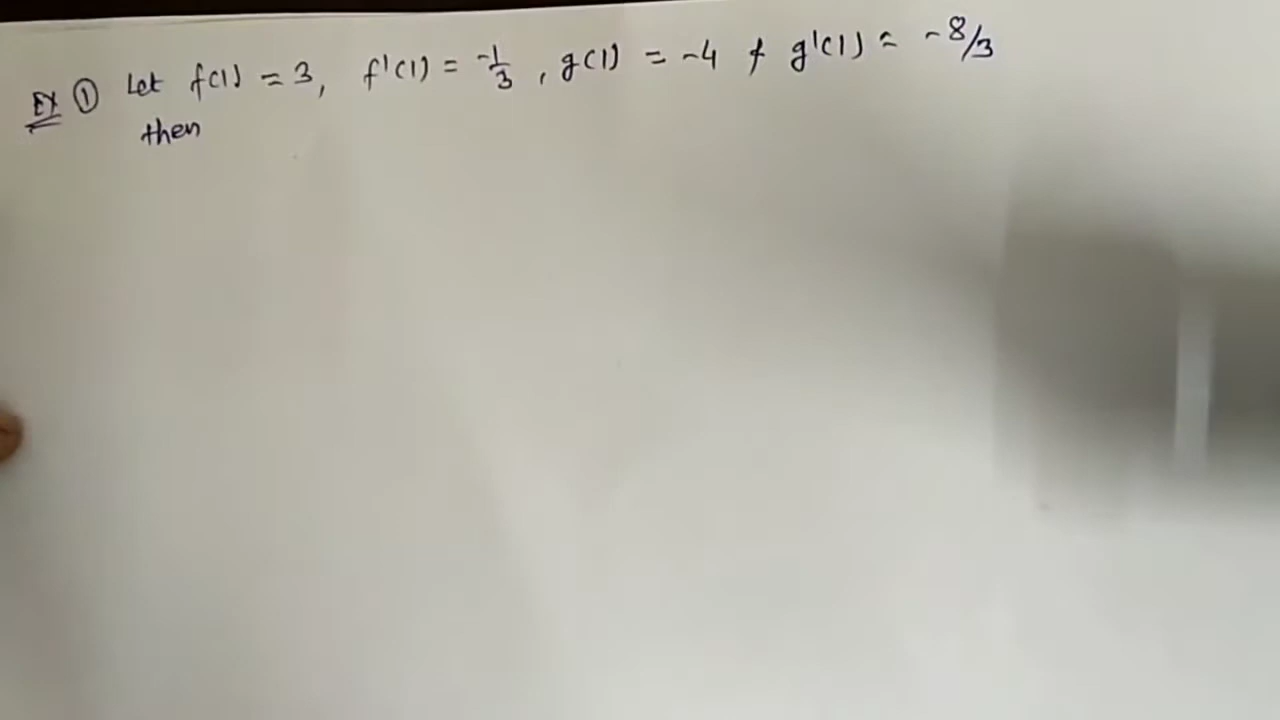 Ex ① Let f(1) = 3, f'(1) = -1/3, g(1) = -4 & g'(1) = -8/3
then